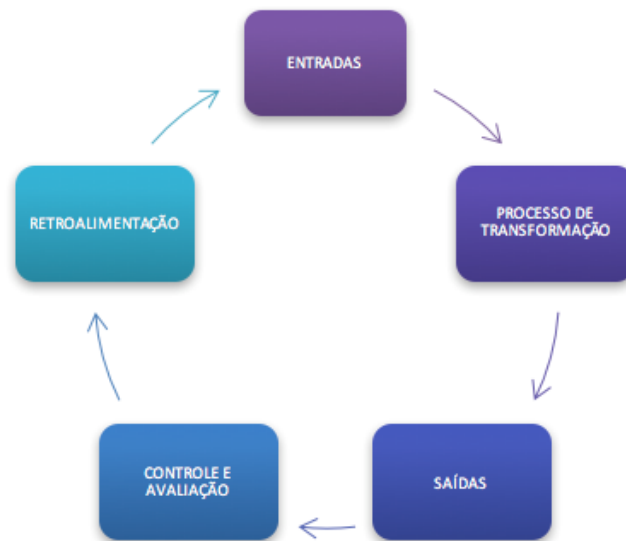 ENTRADAS
PROCESSO DE
TRANSFORMAÇÃO
SAÍDAS
CONTROLE E
AVALIAÇÃO
RETROALIMENTAÇÃO